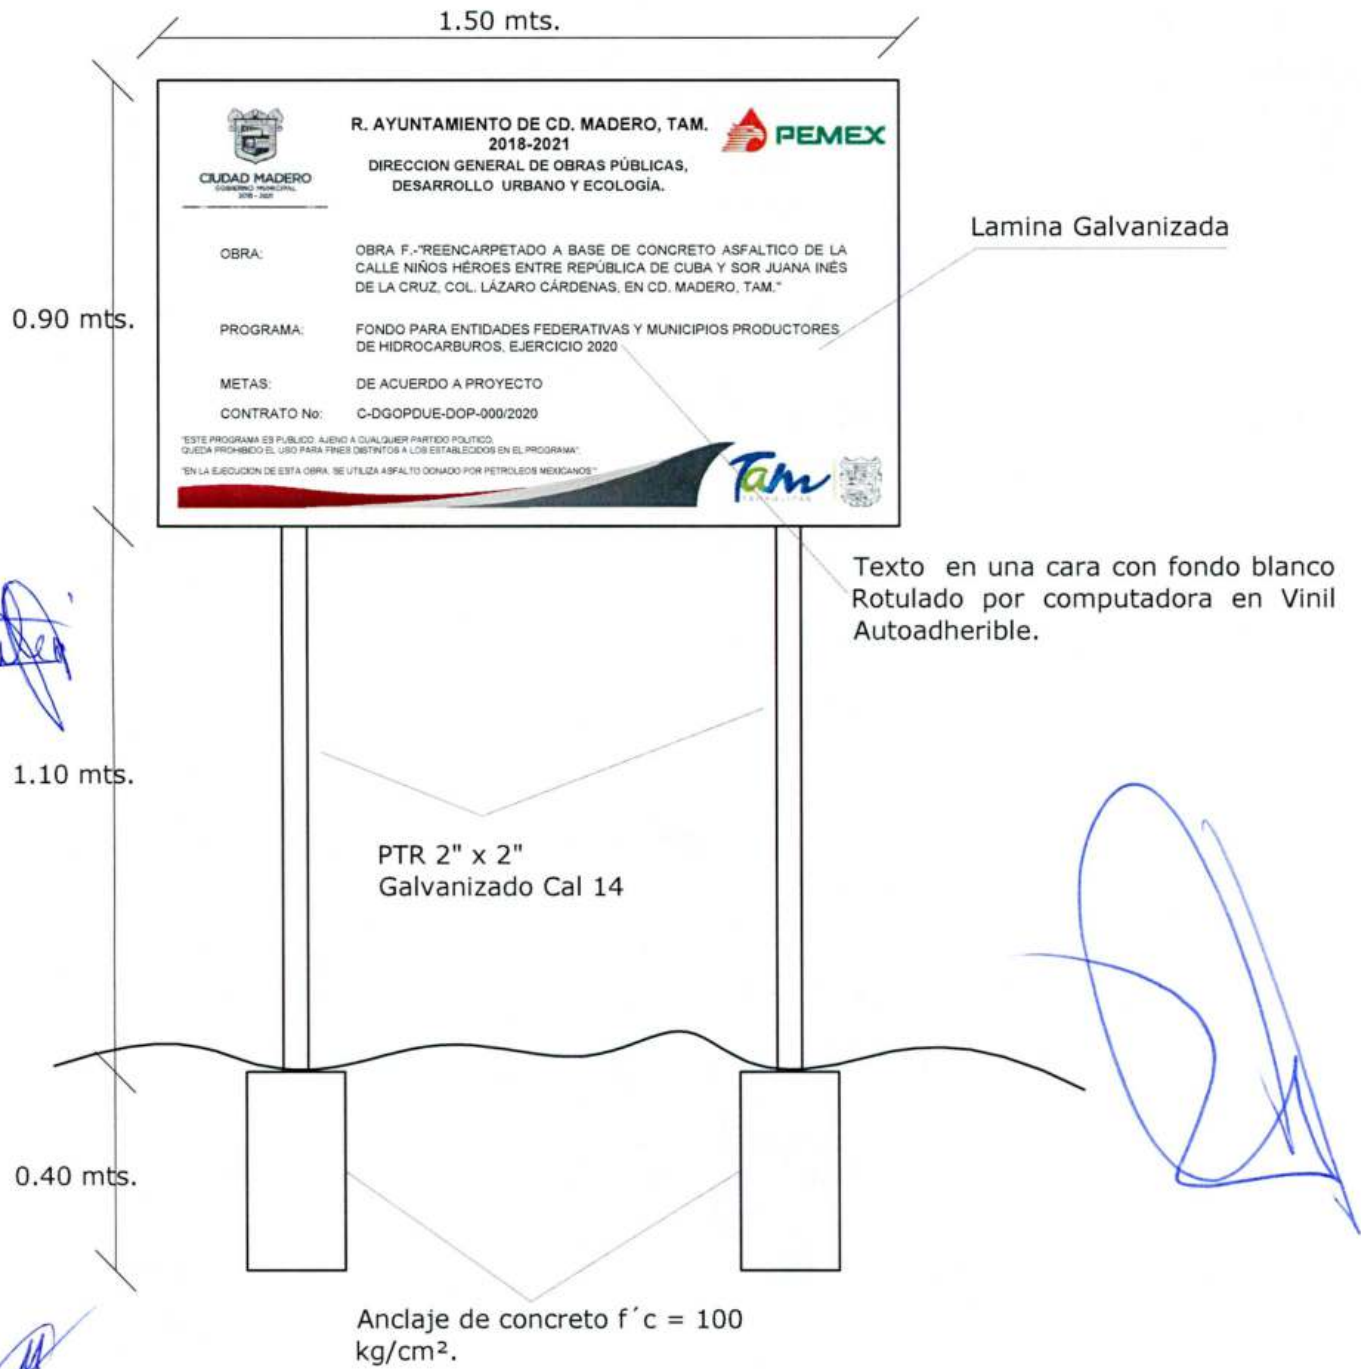 1.50 mts.
CIUDAD MADERO
GOBIERNO MUNICIPAL
2018 - 2021
R. AYUNTAMIENTO DE CD. MADERO, TAM.
2018-2021
DIRECCION GENERAL DE OBRAS PÚBLICAS,
DESARROLLO URBANO Y ECOLOGÍA.
PEMEX
OBRA: OBRA F.-"REENCARPETADO A BASE DE CONCRETO ASFALTICO DE LA
CALLE NIÑOS HÉROES ENTRE REPÚBLICA DE CUBA Y SOR JUANA INÉS
DE LA CRUZ, COL. LÁZARO CÁRDENAS, EN CD. MADERO, TAM."
PROGRAMA: FONDO PARA ENTIDADES FEDERATIVAS Y MUNICIPIOS PRODUCTORES
DE HIDROCARBUROS, EJERCICIO 2020
METAS: DE ACUERDO A PROYECTO
CONTRATO No: C-DGOPDUE-DOP-000/2020
"ESTE PROGRAMA ES PUBLICO, AJENO A CUALQUIER PARTIDO POLITICO.
QUEDA PROHIBIDO EL USO PARA FINES DISTINTOS A LOS ESTABLECIDOS EN EL PROGRAMA".
"EN LA EJECUCION DE ESTA OBRA, SE UTILIZA ASFALTO DONADO POR PETROLEOS MEXICANOS"
Tam
TAMAULIPAS
Lamina Galvanizada
0.90 mts.
Texto en una cara con fondo blanco
Rotulado por computadora en Vinil
Autoadherible.
1.10 mts.
PTR 2" x 2"
Galvanizado Cal 14
0.40 mts.
Anclaje de concreto f´c = 100
kg/cm².